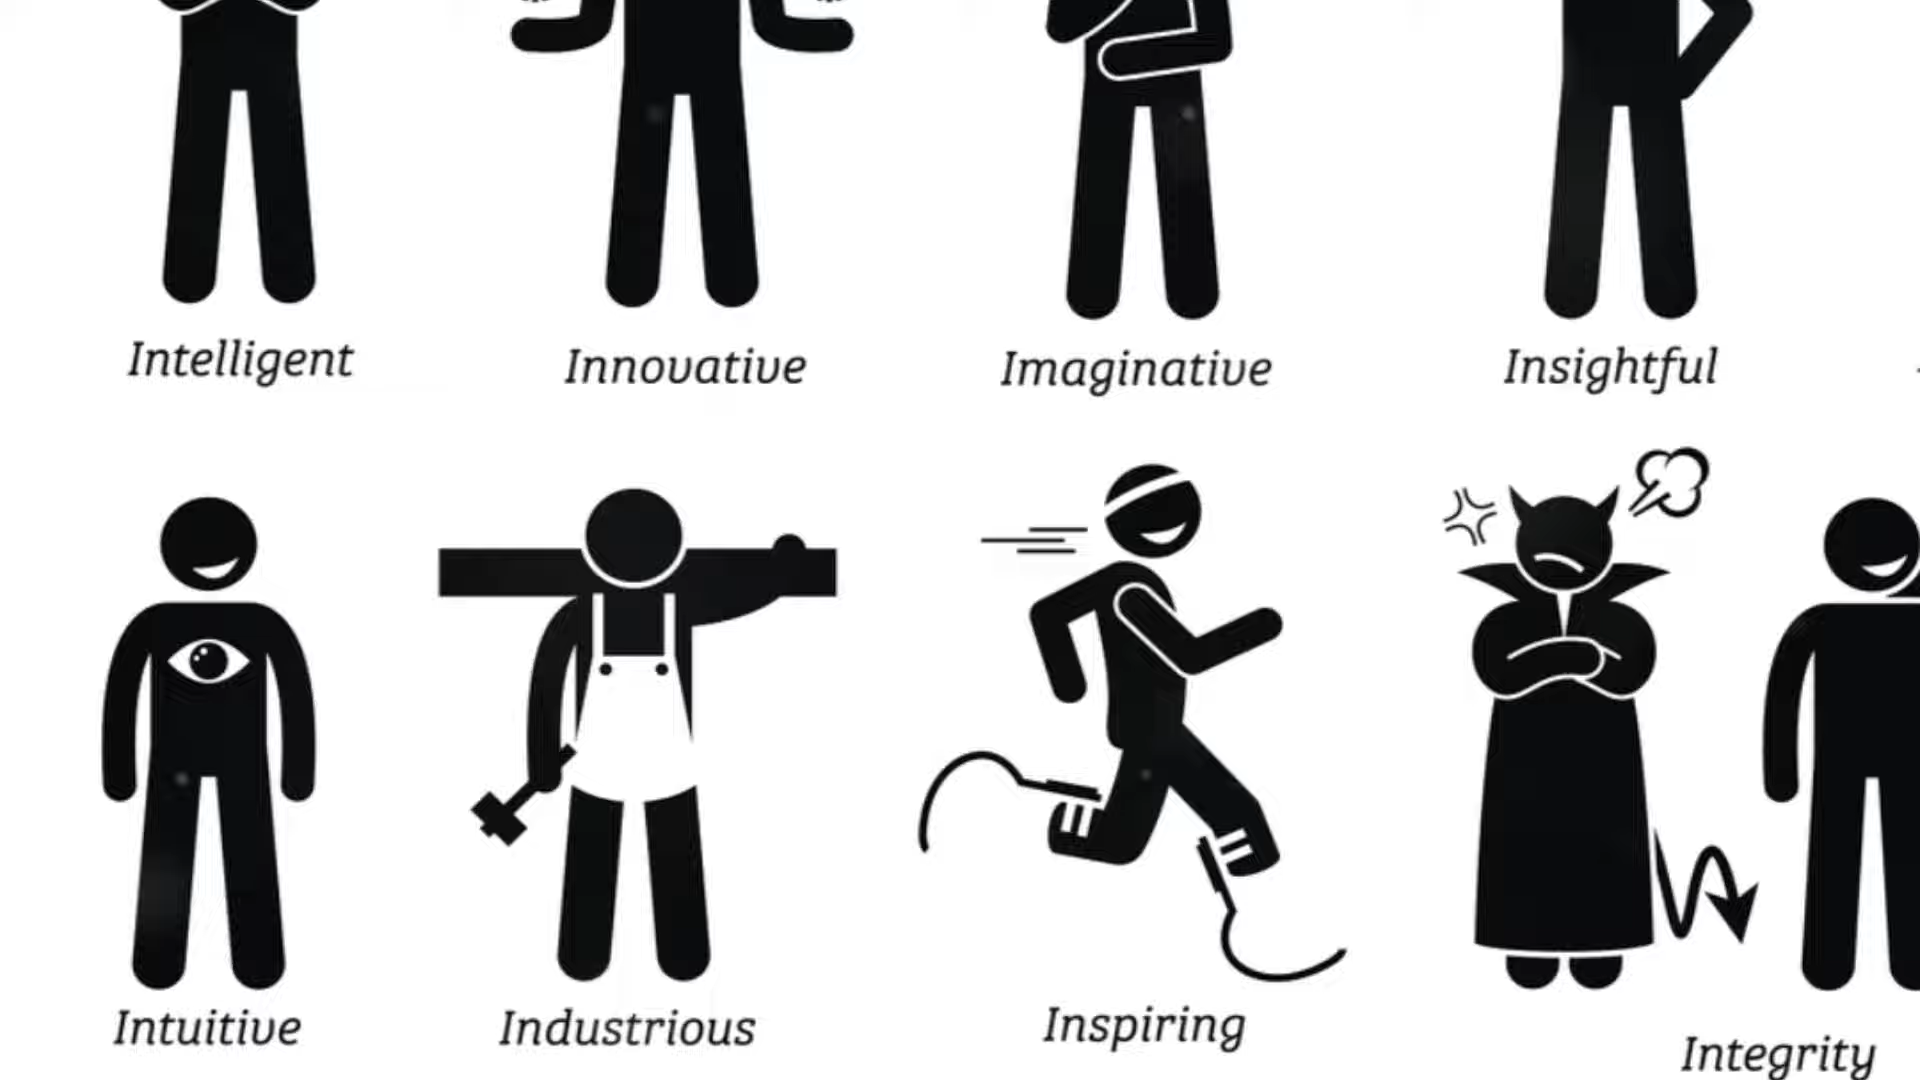 Intelligent
Innovative
Imaginative
Insightful
Intuitive
Industrious
Inspiring
Integrity